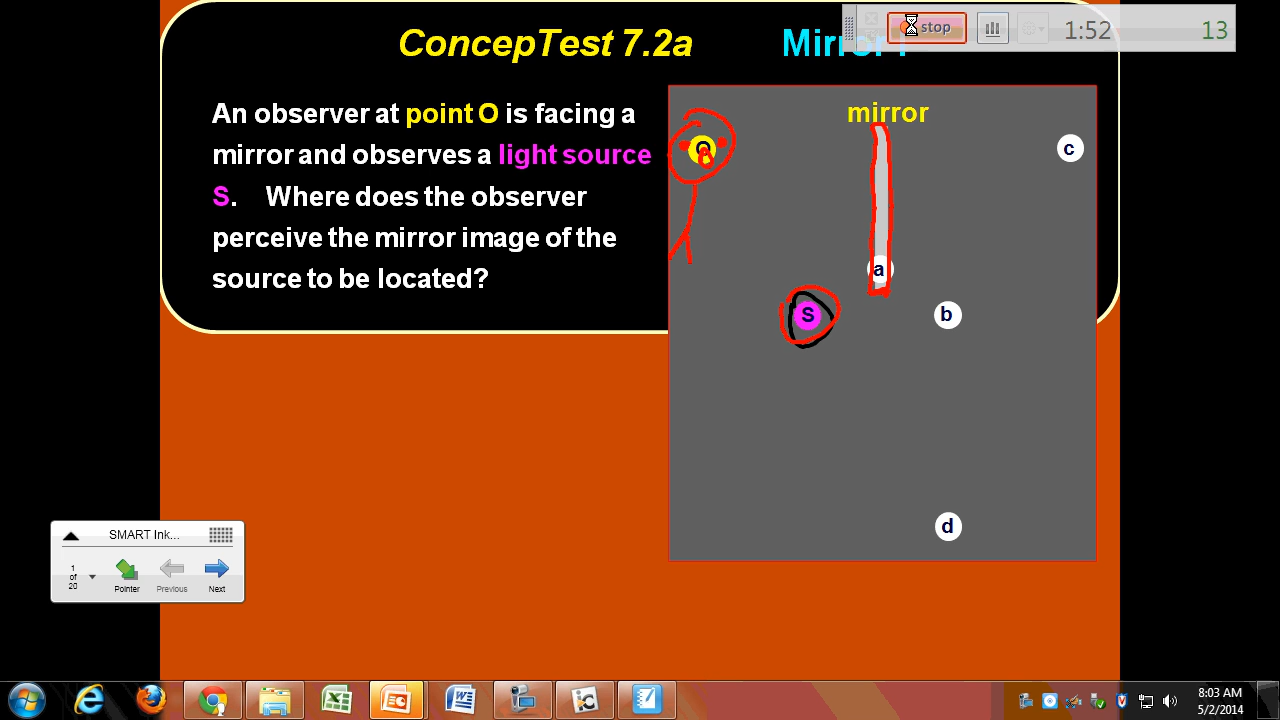 ConcepTest 7.2a
stop
1:52
13
An observer at point O is facing a
mirror and observes a light source
S. Where does the observer
perceive the mirror image of the
source to be located?
mirror
O
c
a
S
b
d
SMART Ink...
1
of
20
Pointer
Previous
Next
8:03 AM
5/2/2014